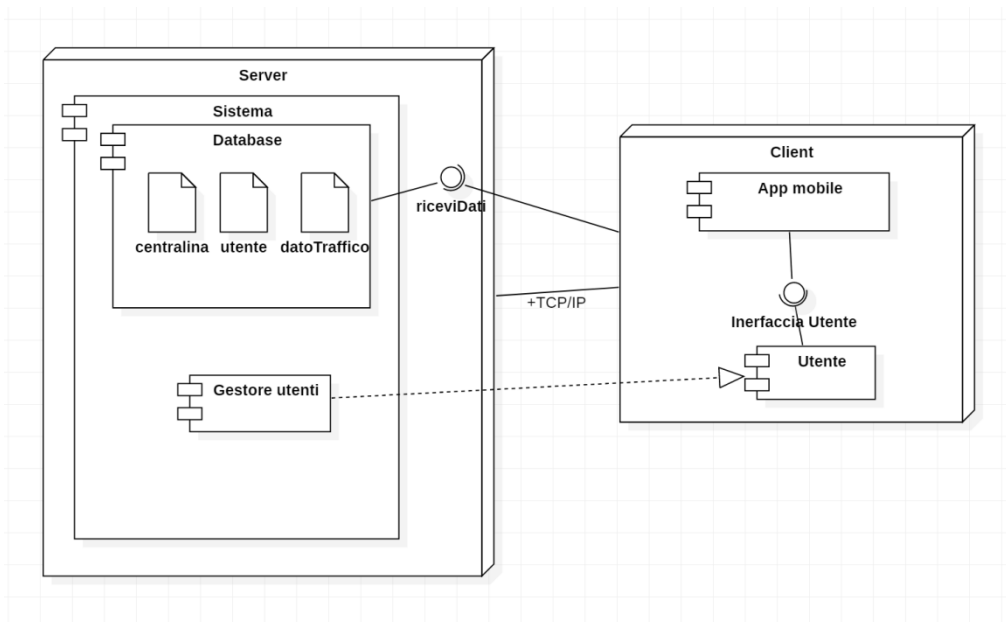 Server
Sistema
Database
centralina
utente
datoTraffico
riceviDati
+TCP/IP
Gestore utenti
Client
App mobile
Inerfaccia Utente
Utente